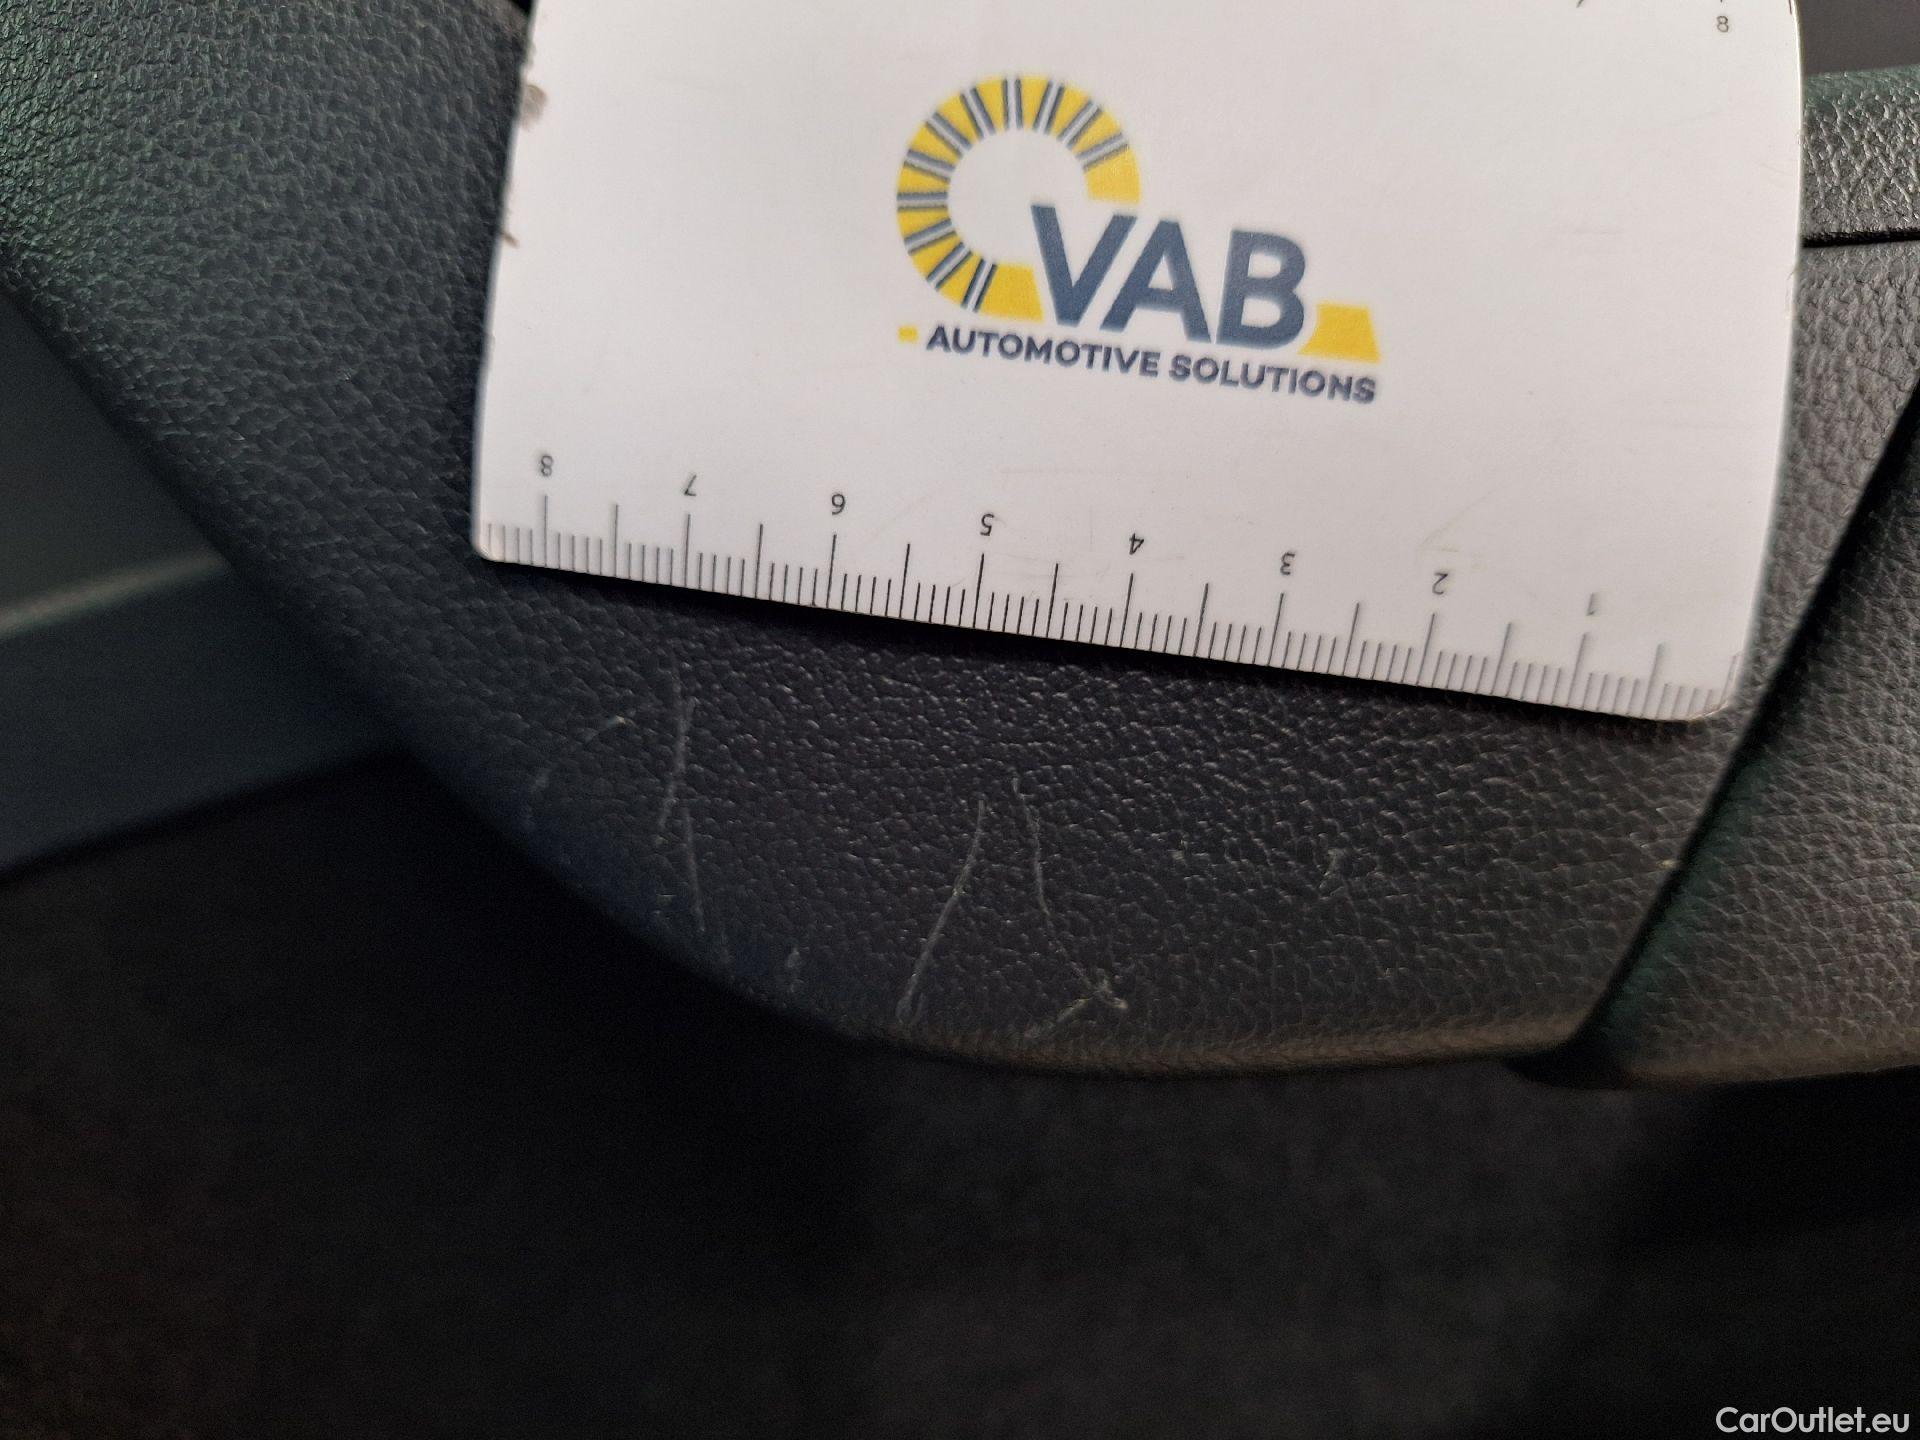 8
VAB
AUTOMOTIVE SOLUTIONS
8 7 6 5 4 3 2 1
CarOutlet.eu